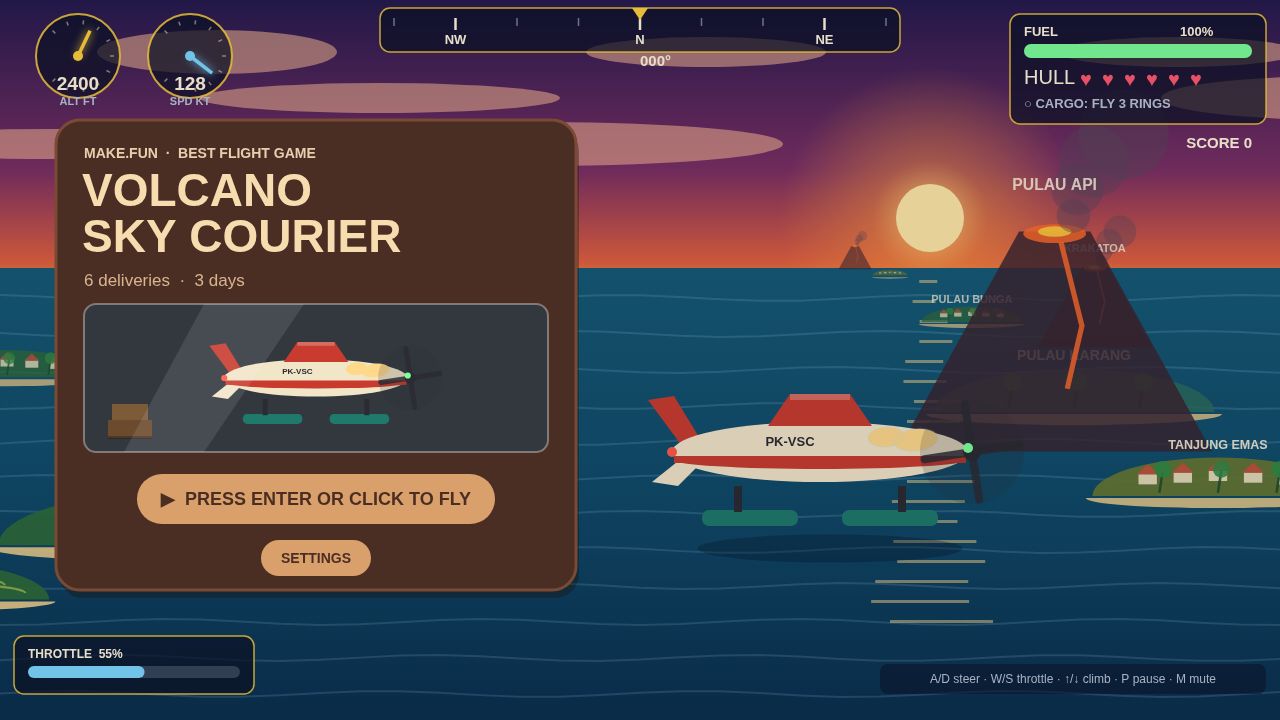 NW
N
NE
000°
2400
ALT FT
128
SPD KT
FUEL
100%
HULL ♥ ♥ ♥ ♥ ♥ ♥
○ CARGO: FLY 3 RINGS
SCORE 0
MAKE.FUN · BEST FLIGHT GAME
VOLCANO
SKY COURIER
6 deliveries · 3 days
PK-VSC
▶ PRESS ENTER OR CLICK TO FLY
SETTINGS
PULAU API
KRAKATOA
PULAU BUNGA
PULAU KARANG
TANJUNG EMAS
PK-VSC
THROTTLE 55%
A/D steer · W/S throttle · ↑/↓ climb · P pause · M mute